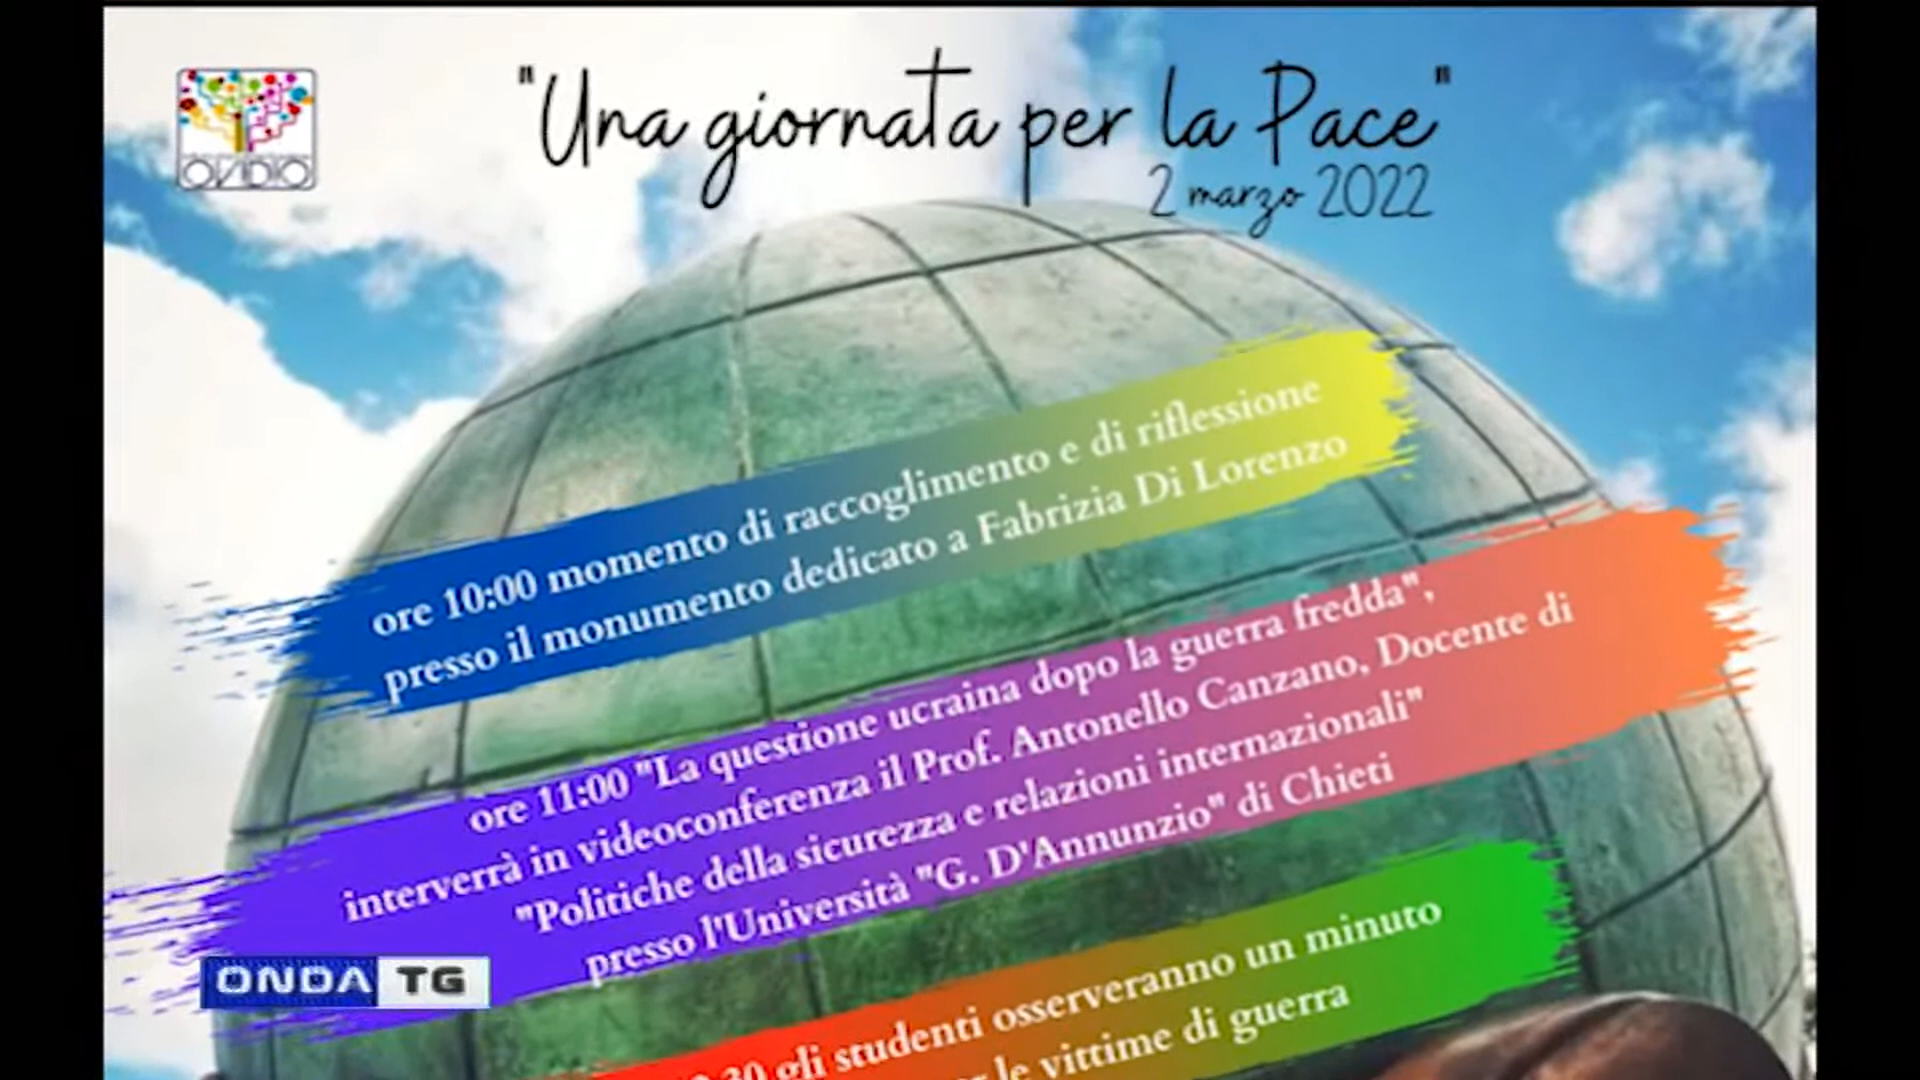 "Una giornata per la Pace"
2 marzo 2022
OVIDIO
ore 10:00 momento di raccoglimento e di riflessione
presso il monumento dedicato a Fabrizia Di Lorenzo
ore 11:00 "La questione ucraina dopo la guerra fredda",
interverrà in videoconferenza il Prof. Antonello Canzano, Docente di
"Politiche della sicurezza e relazioni internazionali"
presso l'Università "G. D'Annunzio" di Chieti
gli studenti osserveranno un minuto
le vittime di guerra
ONDA TG